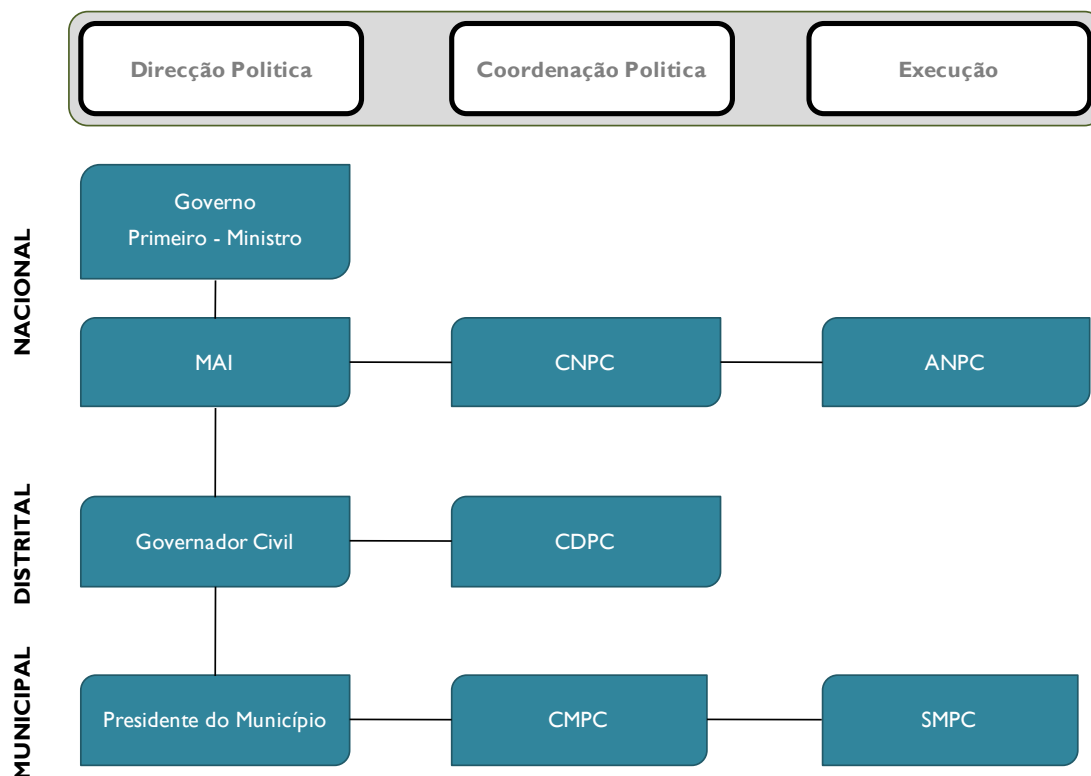 Direcção Politica
Coordenação Politica
Execução
NACIONAL
Governo
Primeiro - Ministro
MAI
CNPC
ANPC
DISTRITAL
Governador Civil
CDPC
MUNICIPAL
Presidente do Município
CMPC
SMPC